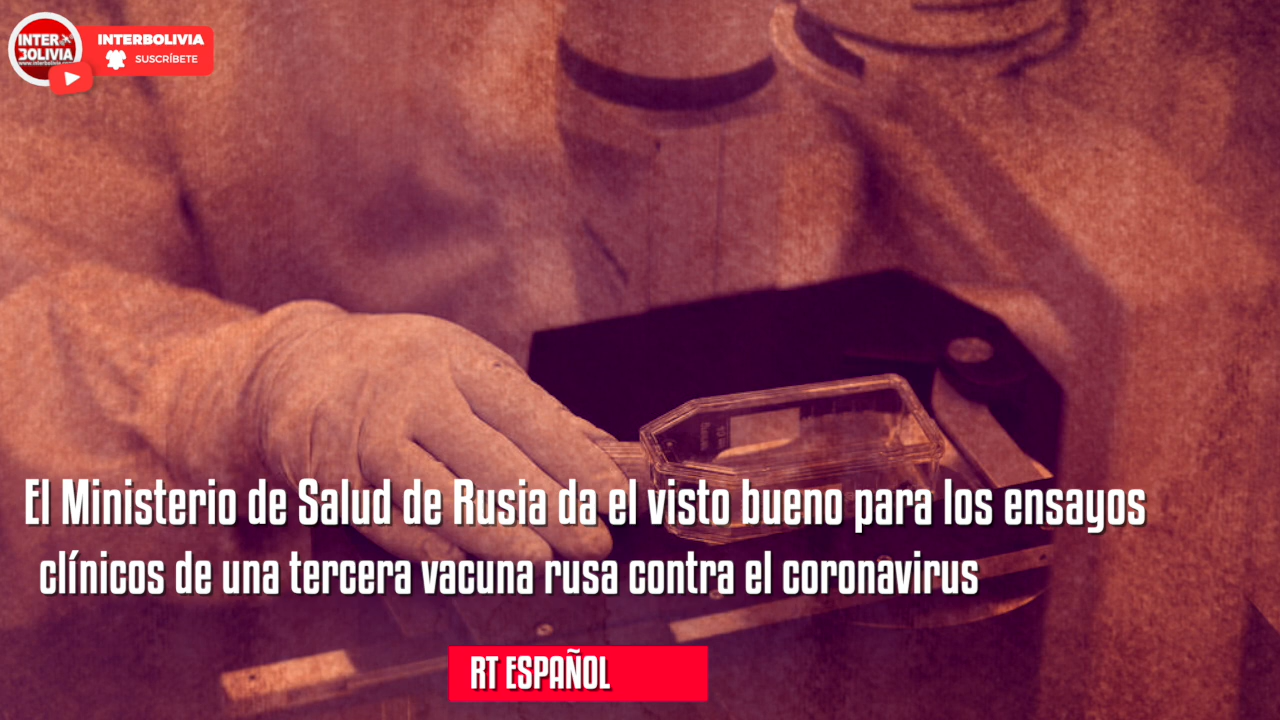 INTER
BOLIVIA
INTERBOLIVIA
SUSCRÍBETE
El Ministerio de Salud de Rusia da el visto bueno para los ensayos
clínicos de una tercera vacuna rusa contra el coronavirus
RT ESPAÑOL